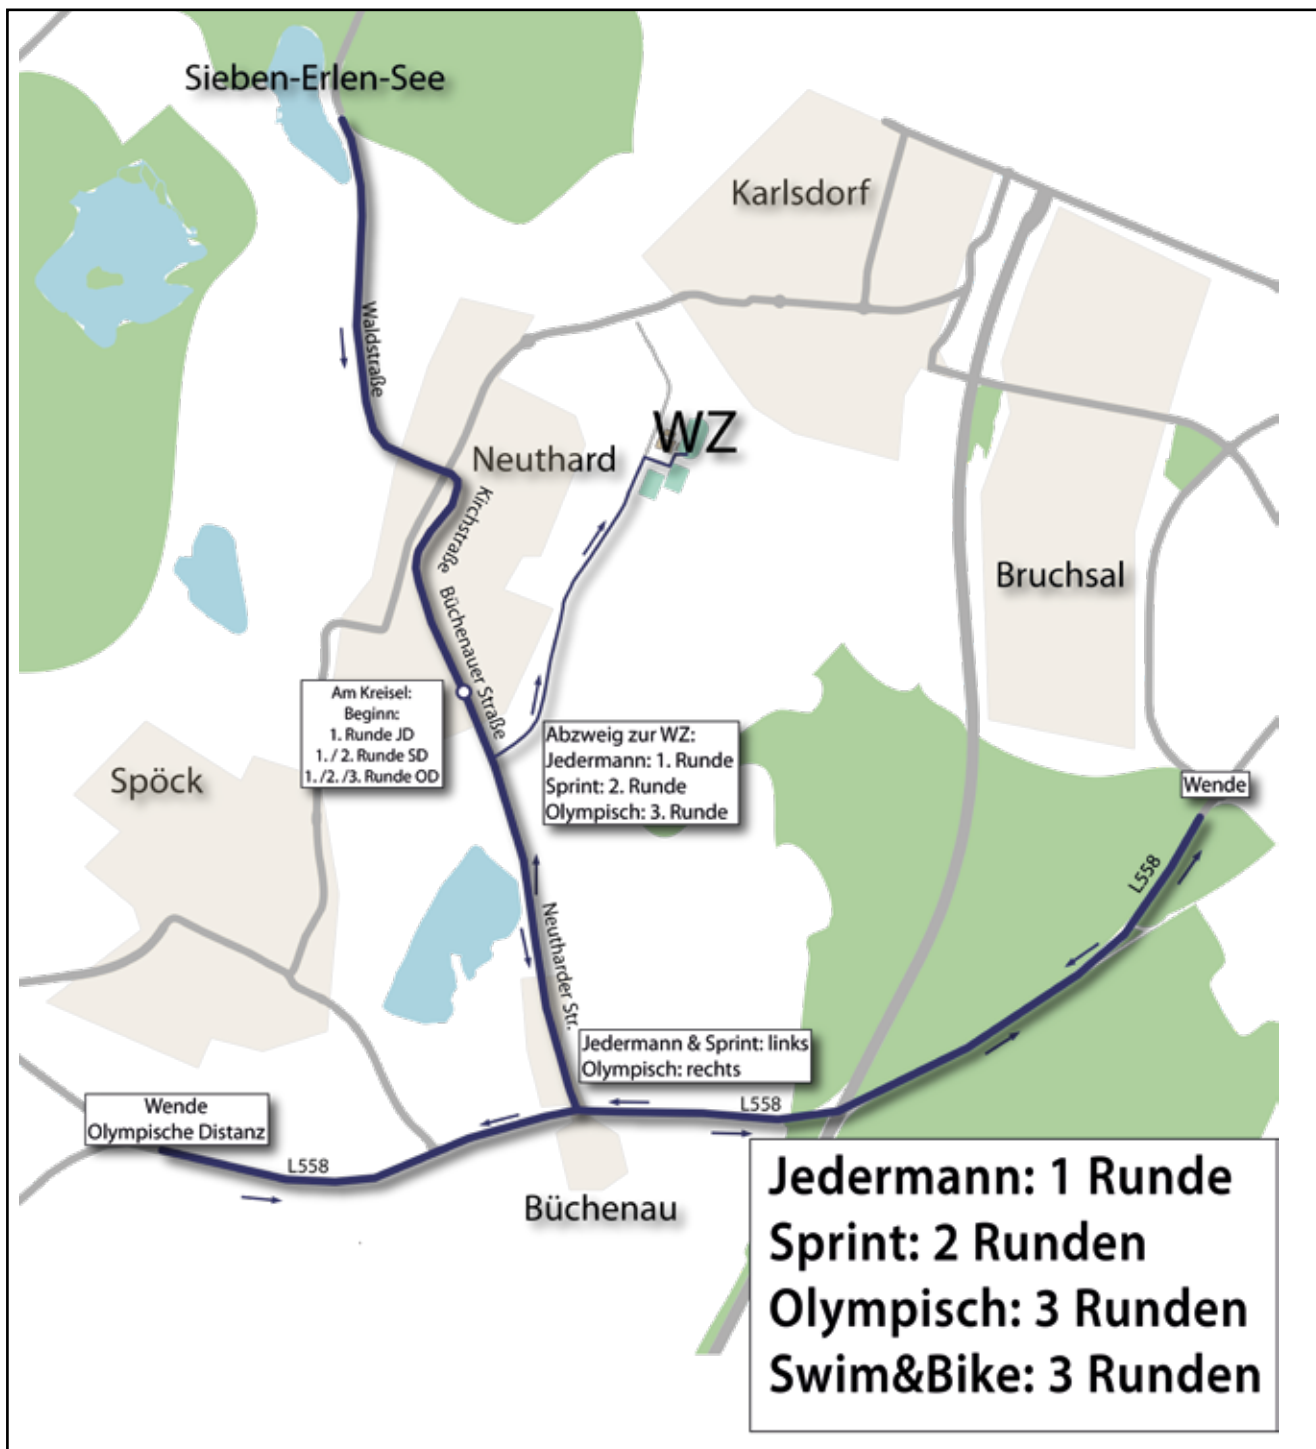 Sieben-Erlen-See
Karlsdorf
Waldstraße
WZ
Neuthard
Kirchstraße
Bruchsal
Büchenauer Straße
Am Kreisel:
Beginn:
1. Runde JD
1. / 2. Runde SD
1. /2. /3. Runde OD
Abzweig zur WZ:
Jedermann: 1. Runde
Sprint: 2. Runde
Olympisch: 3. Runde
Spöck
Wende
L558
Neutharder Str.
Jedermann & Sprint: links
Olympisch: rechts
Wende
Olympische Distanz
L558
L558
Büchenau
Jedermann: 1 Runde
Sprint: 2 Runden
Olympisch: 3 Runden
Swim&Bike: 3 Runden